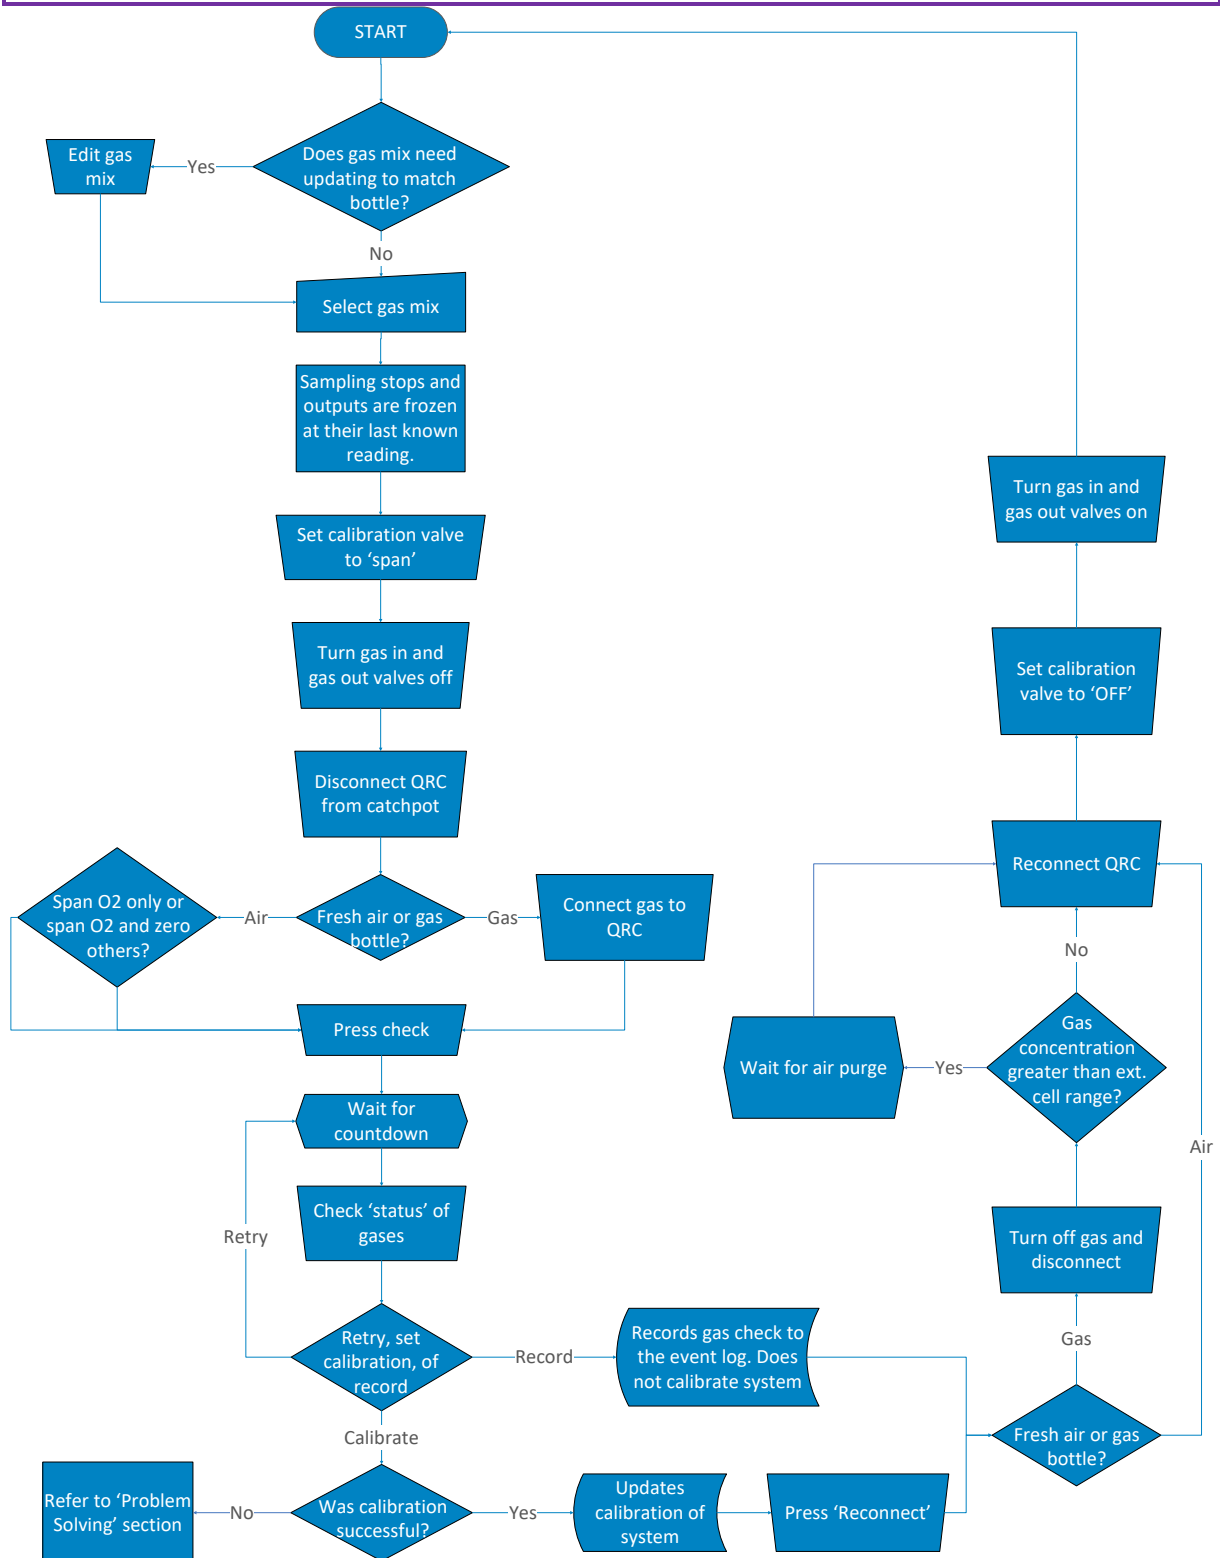 START
Does gas mix need
updating to match
bottle?
Yes
Edit gas
mix
No
Select gas mix
Sampling stops and
outputs are frozen
at their last known
reading.
Set calibration valve
to ‘span’
Turn gas in and
gas out valves off
Disconnect QRC
from catchpot
Fresh air or gas
bottle?
Air
Span O2 only or
span O2 and zero
others?
Gas
Connect gas to
QRC
Press check
Wait for
countdown
Check ‘status’ of
gases
Retry
Retry, set
calibration, of
record
Record
Records gas check to
the event log. Does
not calibrate system
Calibrate
Was calibration
successful?
No
Refer to ‘Problem
Solving’ section
Yes
Updates
calibration of
system
Press ‘Reconnect’
Fresh air or gas
bottle?
Gas
Air
Turn off gas and
disconnect
Gas
concentration
greater than ext.
cell range?
Yes
Wait for air purge
No
Reconnect QRC
Set calibration
valve to ‘OFF’
Turn gas in and
gas out valves on